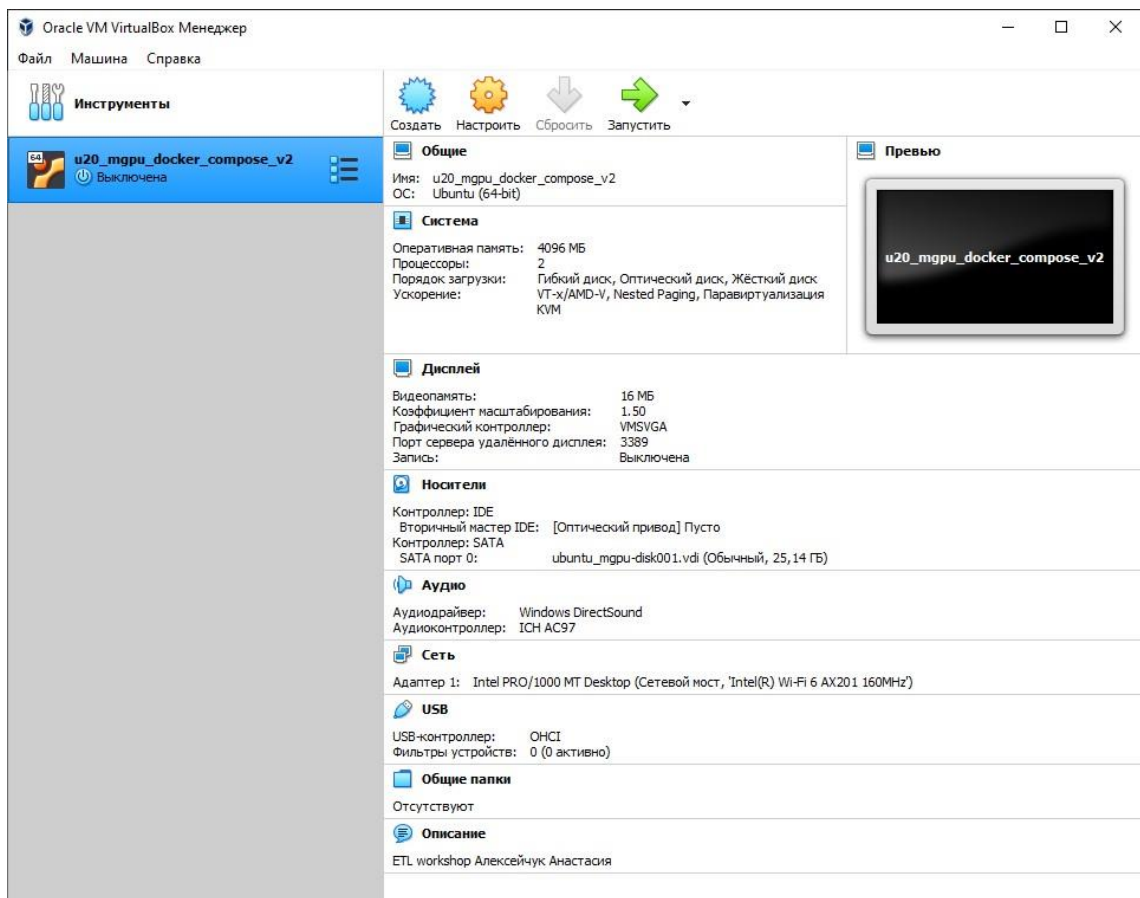 Oracle VM VirtualBox Менеджер
Файл Машина Справка
Инструменты
Создать Настроить Сбросить Запустить
64 u20_mgpu_docker_compose_v2
Выключена
Общие
Имя: u20_mgpu_docker_compose_v2
ОС: Ubuntu (64-bit)
Превью
u20_mgpu_docker_compose_v2
Система
Оперативная память: 4096 МБ
Процессоры: 2
Порядок загрузки: Гибкий диск, Оптический диск, Жёсткий диск
Ускорение: VT-x/AMD-V, Nested Paging, Паравиртуализация
KVM
Дисплей
Видеопамять: 16 МБ
Коэффициент масштабирования: 1.50
Графический контроллер: VMSVGA
Порт сервера удалённого дисплея: 3389
Запись: Выключена
Носители
Контроллер: IDE
Вторичный мастер IDE: [Оптический привод] Пусто
Контроллер: SATA
SATA порт 0: ubuntu_mgpu-disk001.vdi (Обычный, 25,14 ГБ)
Аудио
Аудиодрайвер: Windows DirectSound
Аудиоконтроллер: ICH AC97
Сеть
Адаптер 1: Intel PRO/1000 MT Desktop (Сетевой мост, 'Intel(R) Wi-Fi 6 AX201 160MHz')
USB
USB-контроллер: OHCI
Фильтры устройств: 0 (0 активно)
Общие папки
Отсутствуют
Описание
ETL workshop Алексейчук Анастасия